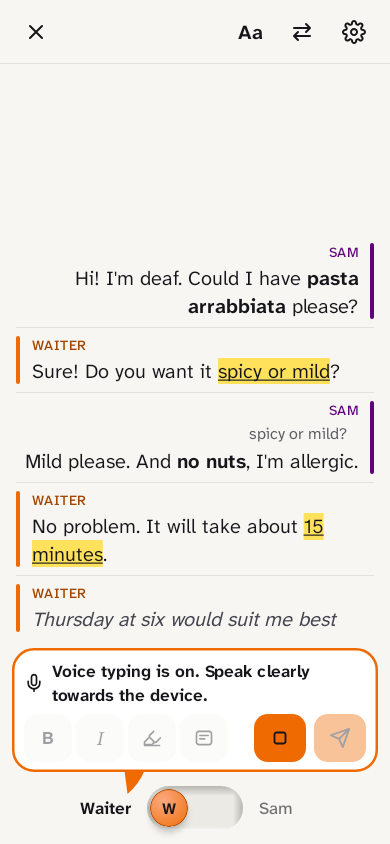 Aa
SAM
Hi! I'm deaf. Could I have pasta
arrabbiata please?
WAITER
Sure! Do you want it spicy or mild?
SAM
spicy or mild?
Mild please. And no nuts, I'm allergic.
WAITER
No problem. It will take about 15
minutes.
WAITER
Thursday at six would suit me best
Voice typing is on. Speak clearly
towards the device.
B I
Waiter W Sam